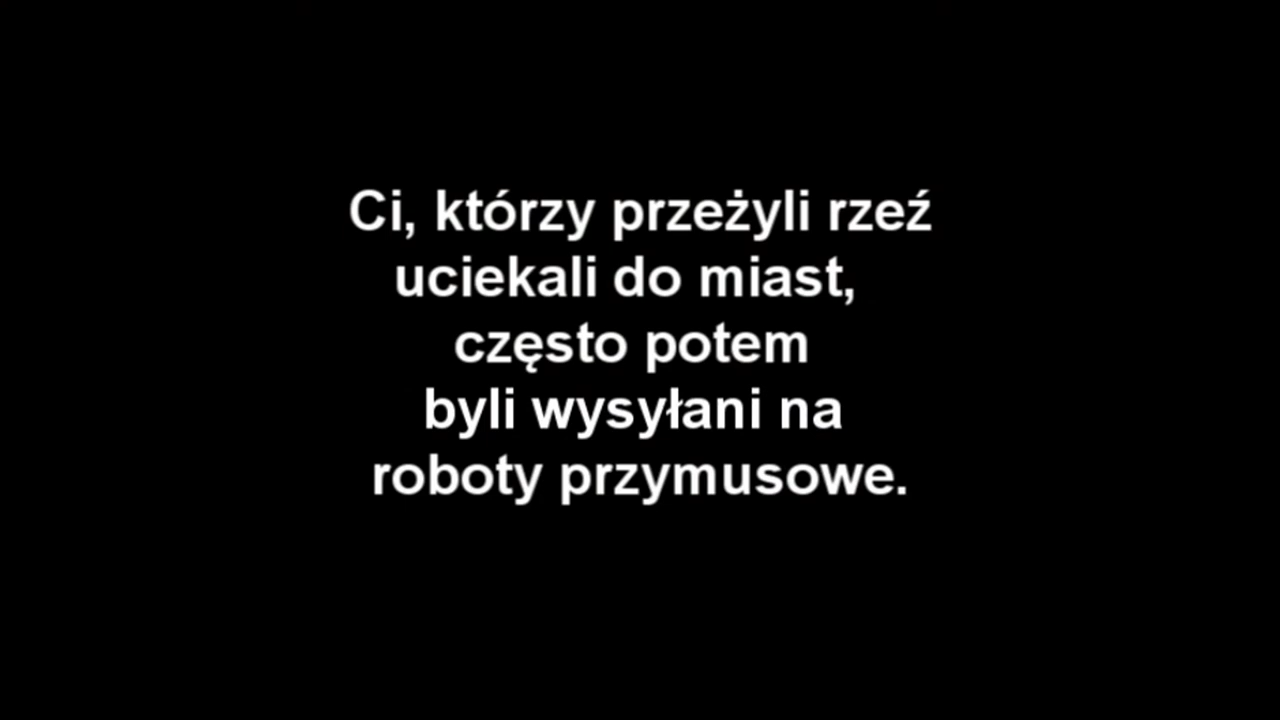 Ci, którzy przeżyli rzeź
uciekali do miast,
często potem
byli wysyłani na
roboty przymusowe.